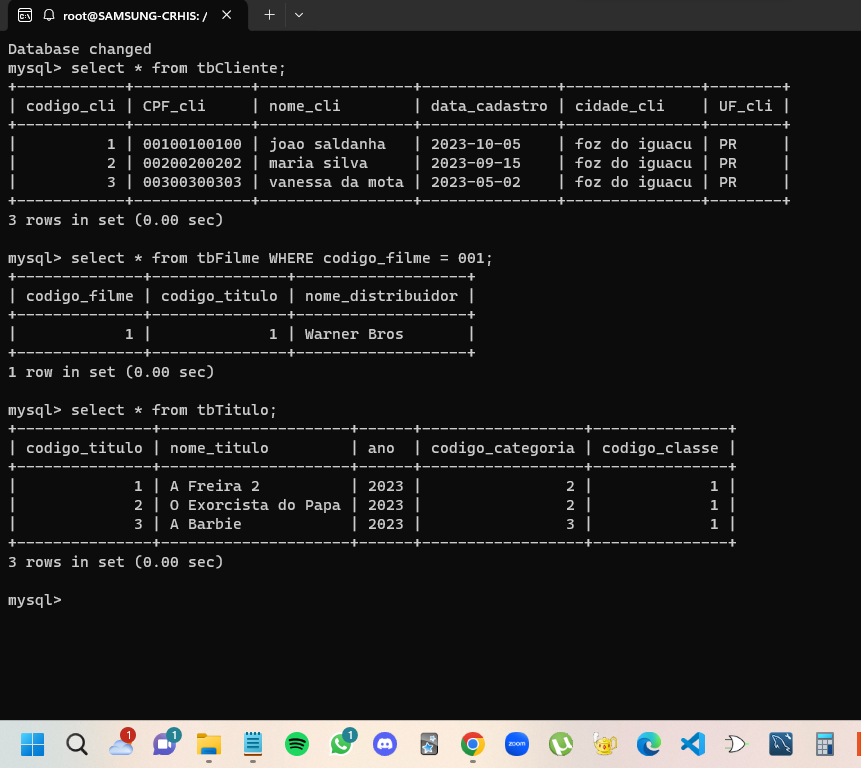 root@SAMSUNG-CRHIS: /
Database changed
mysql> select * from tbCliente;
+------------+-------------+-----------------+---------------+---------------+--------+
| codigo_cli | CPF_cli     | nome_cli        | data_cadastro | cidade_cli    | UF_cli |
+------------+-------------+-----------------+---------------+---------------+--------+
|          1 | 00100100100 | joao saldanha   | 2023-10-05    | foz do iguacu | PR     |
|          2 | 00200200202 | maria silva     | 2023-09-15    | foz do iguacu | PR     |
|          3 | 00300300303 | vanessa da mota | 2023-05-02    | foz do iguacu | PR     |
+------------+-------------+-----------------+---------------+---------------+--------+
3 rows in set (0.00 sec)
mysql> select * from tbFilme WHERE codigo_filme = 001;
+--------------+---------------+-------------------+
| codigo_filme | codigo_titulo | nome_distribuidor |
+--------------+---------------+-------------------+
|            1 |             1 | Warner Bros       |
+--------------+---------------+-------------------+
1 row in set (0.00 sec)
mysql> select * from tbTitulo;
+---------------+---------------------+------+------------------+---------------+
| codigo_titulo | nome_titulo         | ano  | codigo_categoria | codigo_classe |
+---------------+---------------------+------+------------------+---------------+
|             1 | A Freira 2          | 2023 |                2 |             1 |
|             2 | O Exorcista do Papa | 2023 |                2 |             1 |
|             3 | A Barbie            | 2023 |                3 |             1 |
+---------------+---------------------+------+------------------+---------------+
3 rows in set (0.00 sec)
mysql>
1 1 1 zoom